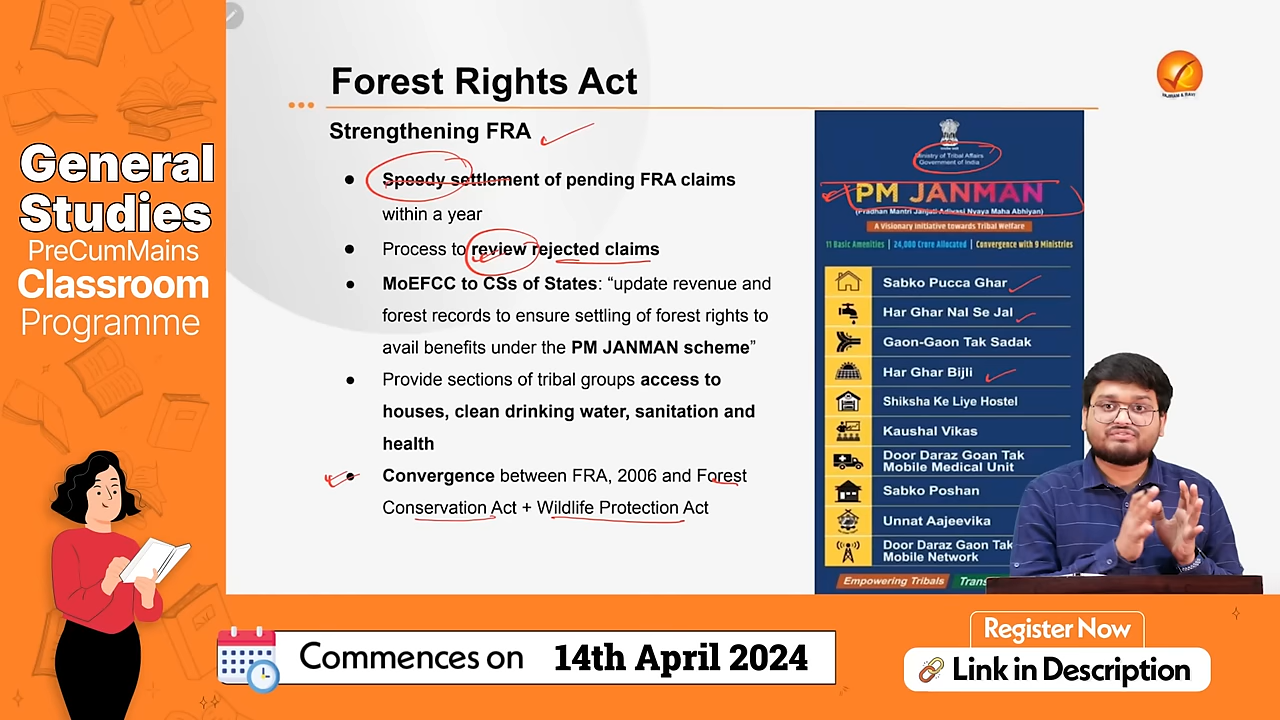 General
Studies
PreCumMains
Classroom
Programme
Forest Rights Act
Strengthening FRA
Speedy settlement of pending FRA claims
within a year
Process to review rejected claims
MoEFCC to CSs of States: “update revenue and
forest records to ensure settling of forest rights to
avail benefits under the PM JANMAN scheme”
Provide sections of tribal groups access to
houses, clean drinking water, sanitation and
health
Convergence between FRA, 2006 and Forest
Conservation Act + Wildlife Protection Act
Ministry of Tribal Affairs
Government of India
PM JANMAN
(Pradhan Mantri Janjati Adivasi Nyaya Maha Abhiyan)
A Visionary Initiative towards Tribal Welfare
11 Basic Amenities | 24,000 Crore Allocated | Convergence with 9 Ministries
Sabko Pucca Ghar
Har Ghar Nal Se Jal
Gaon-Gaon Tak Sadak
Har Ghar Bijli
Shiksha Ke Liye Hostel
Kaushal Vikas
Door Daraz Goan Tak
Mobile Medical Unit
Sabko Poshan
Unnat Aajeevika
Door Daraz Gaon Tak
Mobile Network
Empowering Tribals
VAJIRAM & RAVI
Commences on 14th April 2024
Register Now
Link in Description